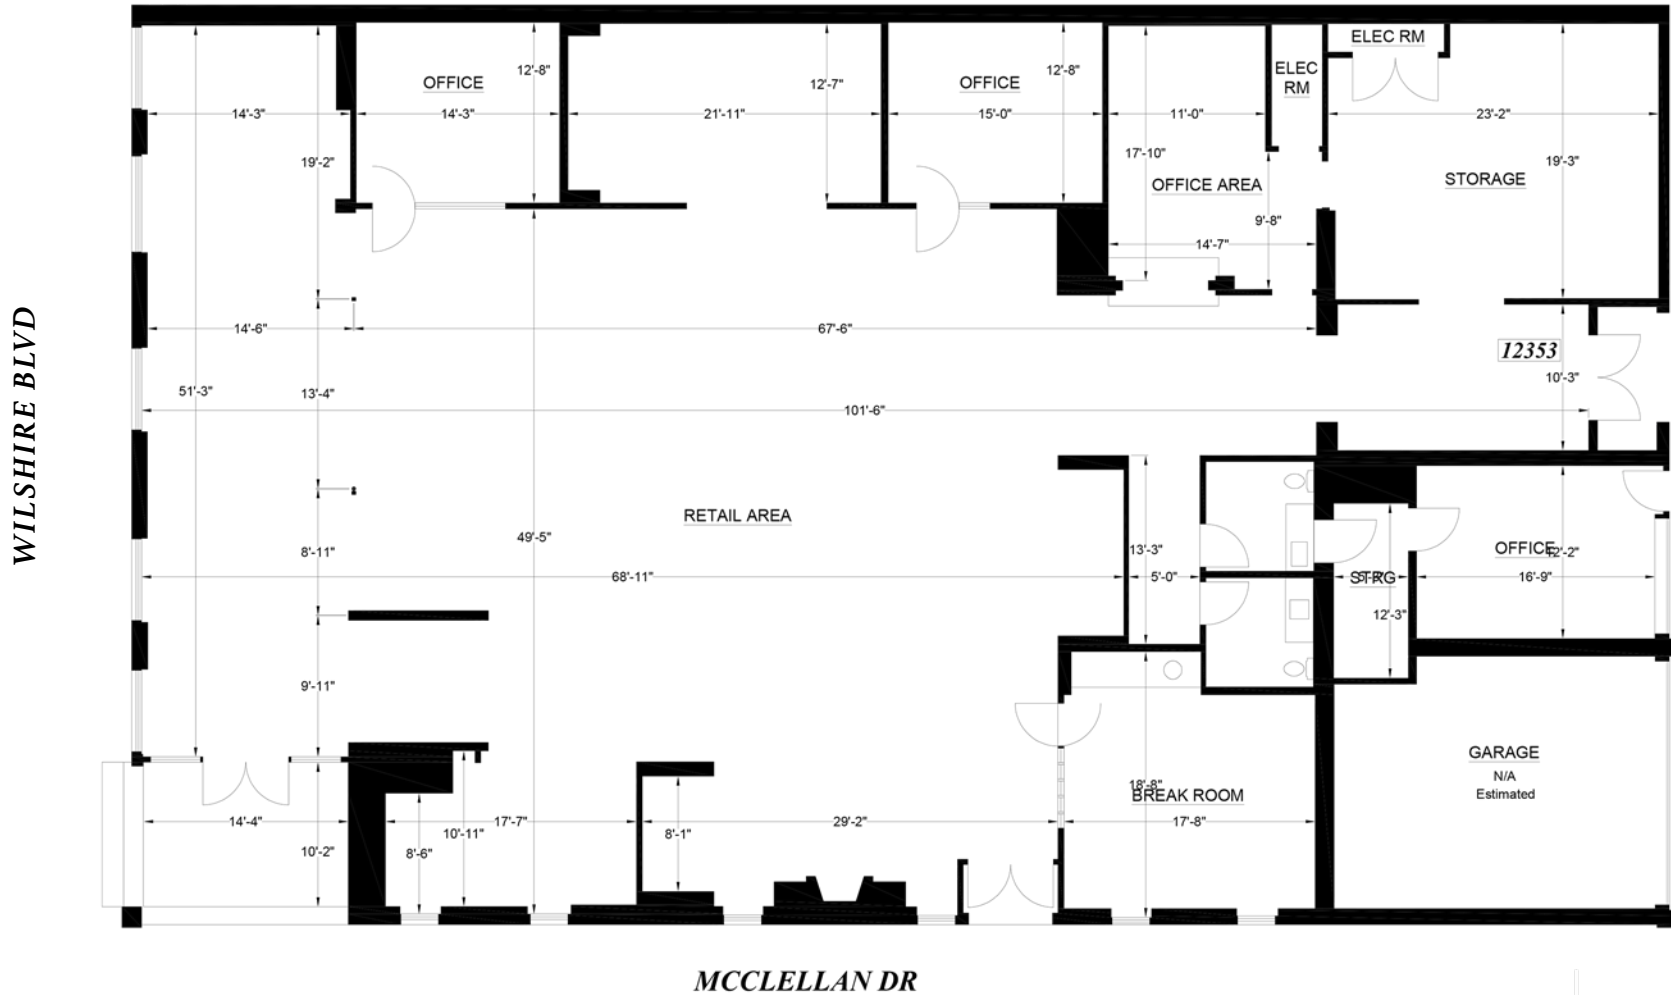 ELEC RM
ELEC
RM
OFFICE
OFFICE
12'-8"
12'-7"
12'-8"
14'-3"
14'-3"
21'-11"
15'-0"
11'-0"
23'-2"
19'-2"
17'-10"
19'-3"
OFFICE AREA
STORAGE
9'-8"
14'-7"
14'-6"
67'-6"
12353
10'-3"
51'-3"
13'-4"
101'-6"
WILSHIRE BLVD
RETAIL AREA
8'-11"
49'-5"
13'-3"
OFFICE
12'-2"
68'-11"
5'-0"
STRG
16'-9"
12'-3"
9'-11"
GARAGE
N/A
Estimated
18'-8"
BREAK ROOM
14'-4"
17'-7"
29'-2"
17'-8"
10'-11"
8'-1"
10'-2"
8'-6"
MCCLELLAN DR